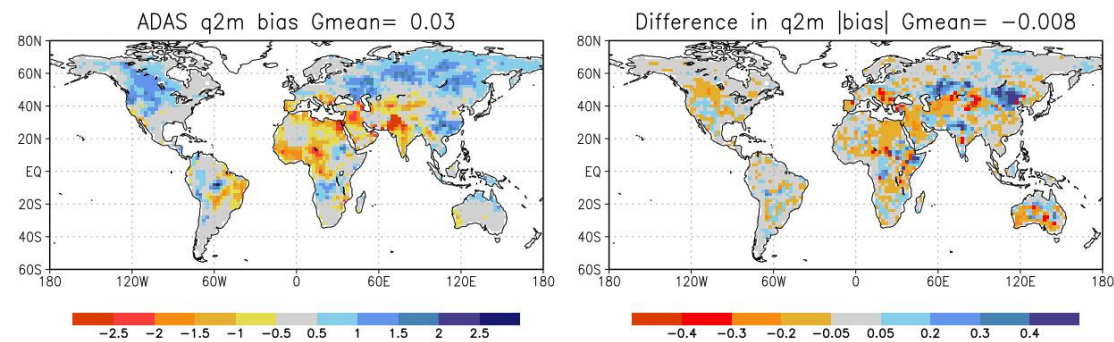 ADAS q2m bias Gmean= 0.03
80N
60N
40N
20N
EQ
20S
40S
60S
180 120W 60W 0 60E 120E 180
-2.5 -2 -1.5 -1 -0.5 0.5 1 1.5 2 2.5
Difference in q2m |bias| Gmean= -0.008
80N
60N
40N
20N
EQ
20S
40S
60S
180 120W 60W 0 60E 120E 180
-0.4 -0.3 -0.2 -0.05 0.05 0.2 0.3 0.4